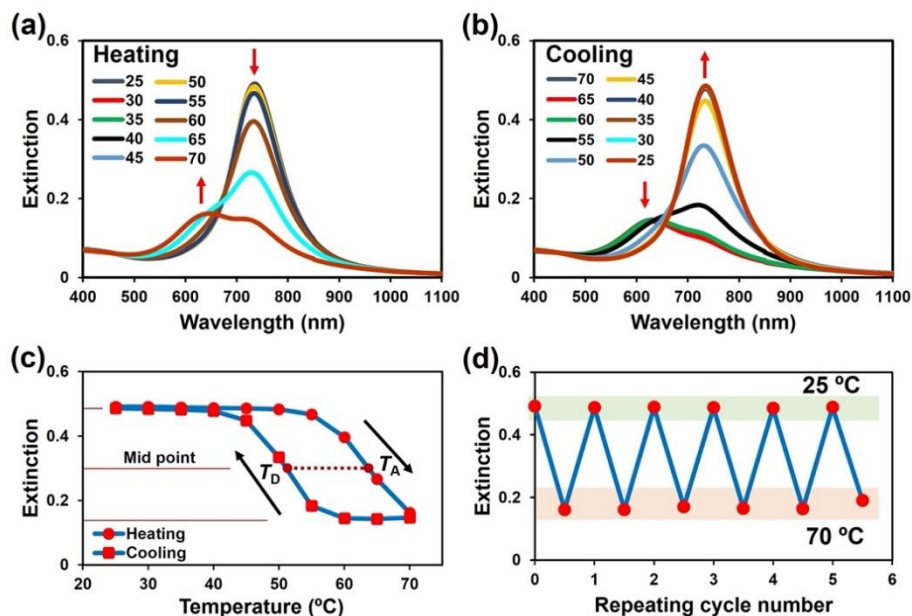 (a)
Heating
25 50
30 55
35 60
40 65
45 70
0.6
0.4
0.2
0
Extinction
400 500 600 700 800 900 1000 1100
Wavelength (nm)
(b)
Cooling
70 45
65 40
60 35
55 30
50 25
0.6
0.4
0.2
0
Extinction
400 500 600 700 800 900 1000 1100
Wavelength (nm)
(c)
0.6
0.4
0.2
0
Extinction
Mid point
TD
TA
Heating
Cooling
20 30 40 50 60 70
Temperature (ºC)
(d)
0.6
0.4
0.2
0
Extinction
25 ºC
70 ºC
0 1 2 3 4 5 6
Repeating cycle number